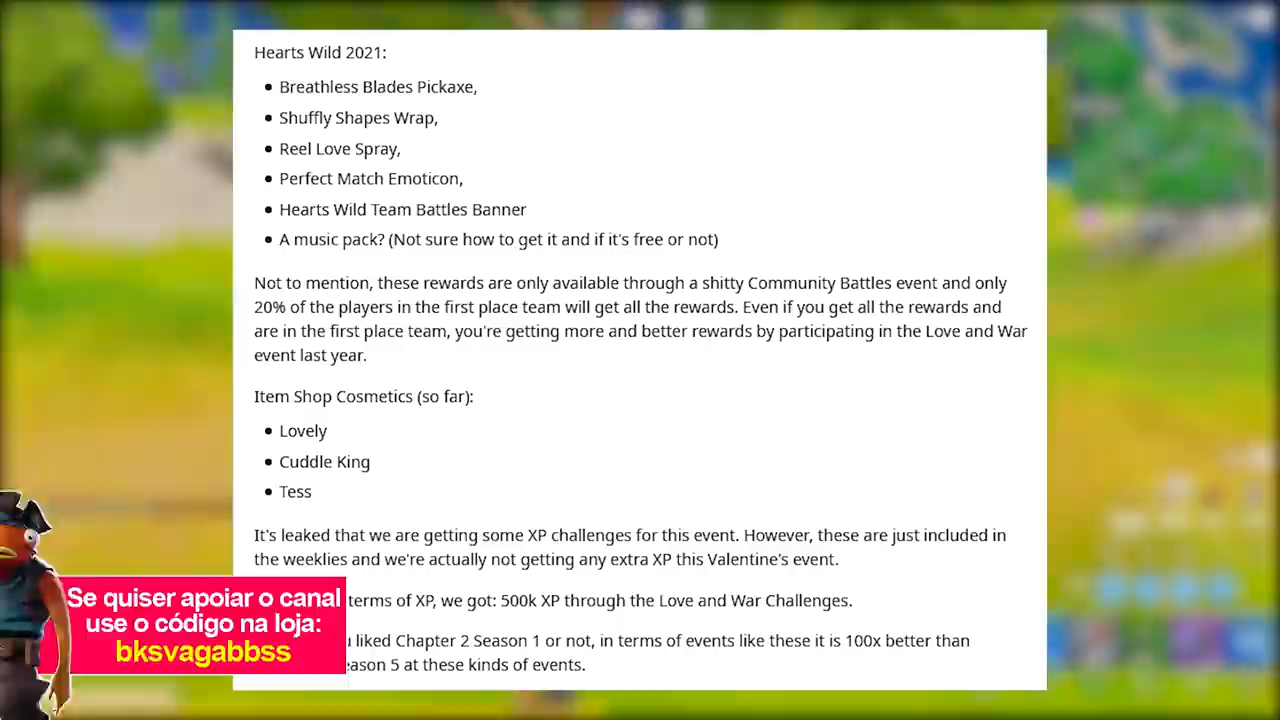 Hearts Wild 2021:
• Breathless Blades Pickaxe,
• Shuffly Shapes Wrap,
• Reel Love Spray,
• Perfect Match Emoticon,
• Hearts Wild Team Battles Banner
• A music pack? (Not sure how to get it and if it's free or not)
Not to mention, these rewards are only available through a shitty Community Battles event and only
20% of the players in the first place team will get all the rewards. Even if you get all the rewards and
are in the first place team, you're getting more and better rewards by participating in the Love and War
event last year.
Item Shop Cosmetics (so far):
• Lovely
• Cuddle King
• Tess
It's leaked that we are getting some XP challenges for this event. However, these are just included in
the weeklies and we're actually not getting any extra XP this Valentine's event.
terms of XP, we got: 500k XP through the Love and War Challenges.
liked Chapter 2 Season 1 or not, in terms of events like these it is 100x better than
eason 5 at these kinds of events.
Se quiser apoiar o canal
use o código na loja:
bksvagabbss